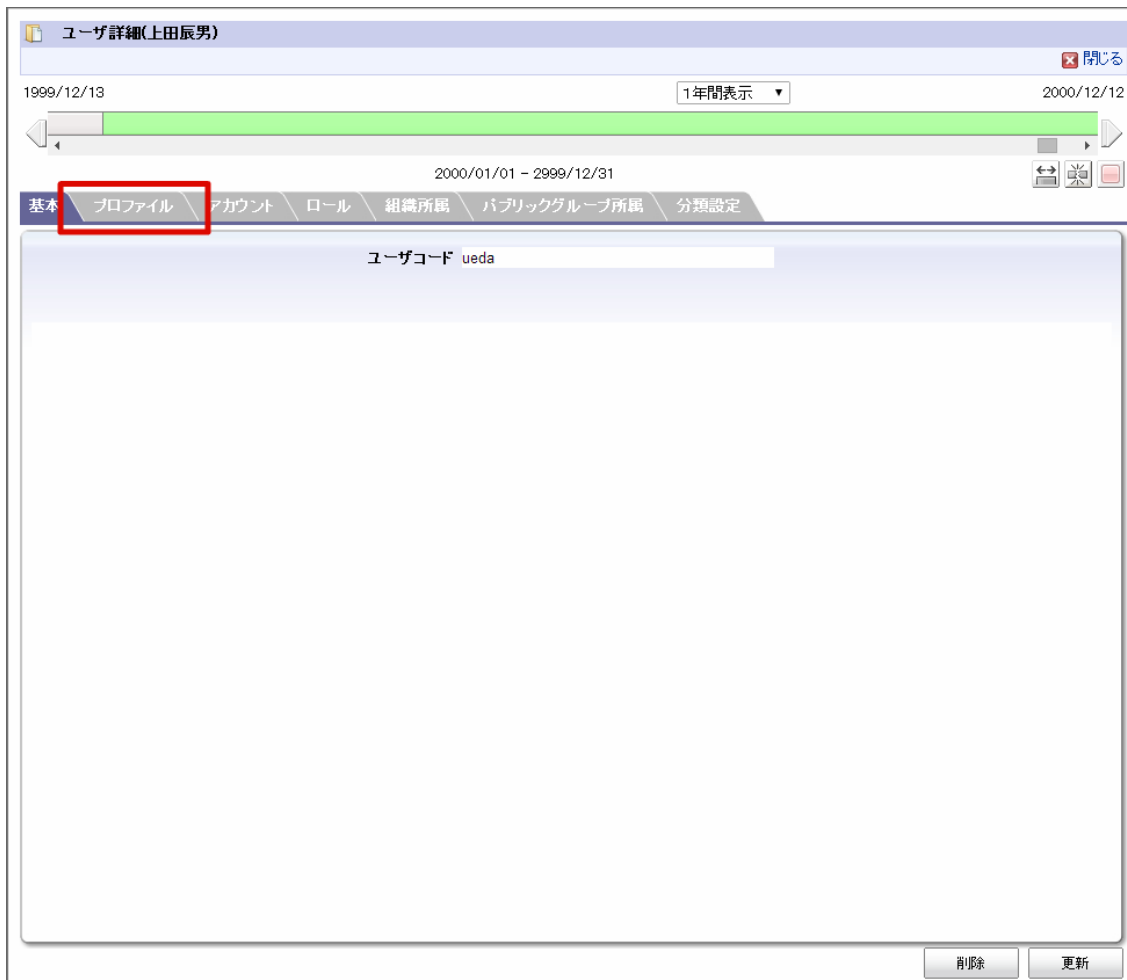 ユーザ詳細(上田辰男)
閉じる
1999/12/13 1年間表示 2000/12/12
2000/01/01 - 2999/12/31
基本 プロファイル アカウント ロール 組織所属 パブリックグループ所属 分類設定
ユーザコード ueda
削除 更新